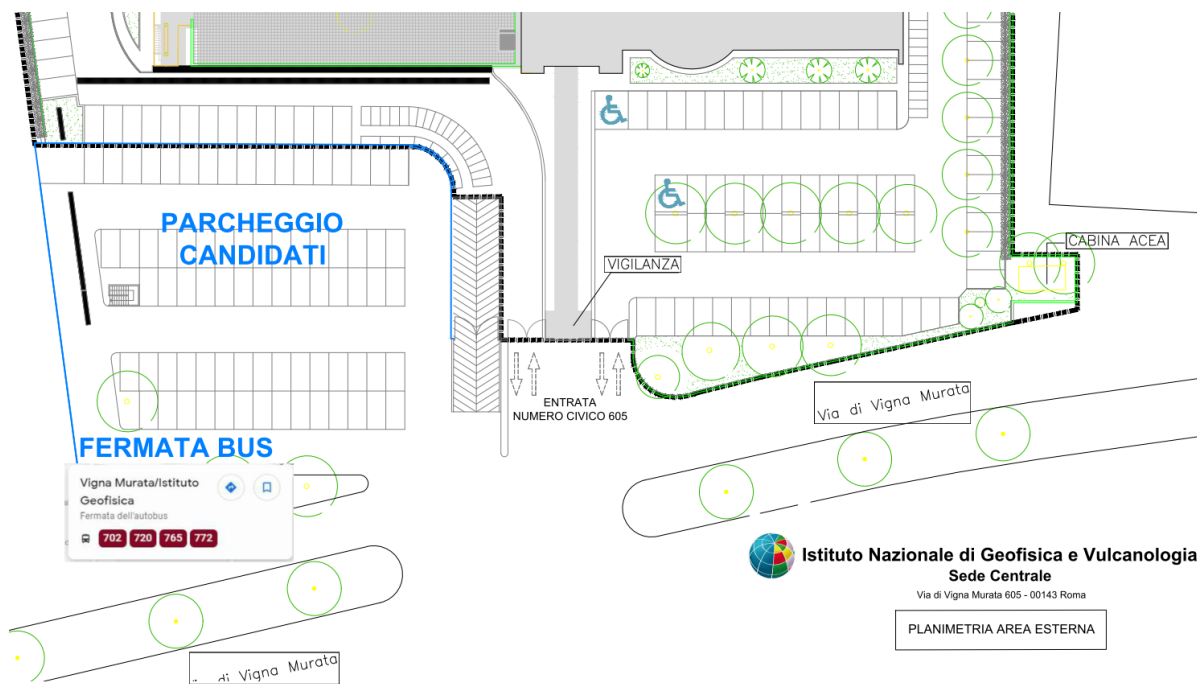 PARCHEGGIO
CANDIDATI
VIGILANZA
CABINA ACEA
ENTRATA
NUMERO CIVICO 605
Via di Vigna Murata
FERMATA BUS
Vigna Murata/Istituto
Geofisica
Fermata dell'autobus
702 720 765 772
Istituto Nazionale di Geofisica e Vulcanologia
Sede Centrale
Via di Vigna Murata 605 - 00143 Roma
PLANIMETRIA AREA ESTERNA
di Vigna Murata